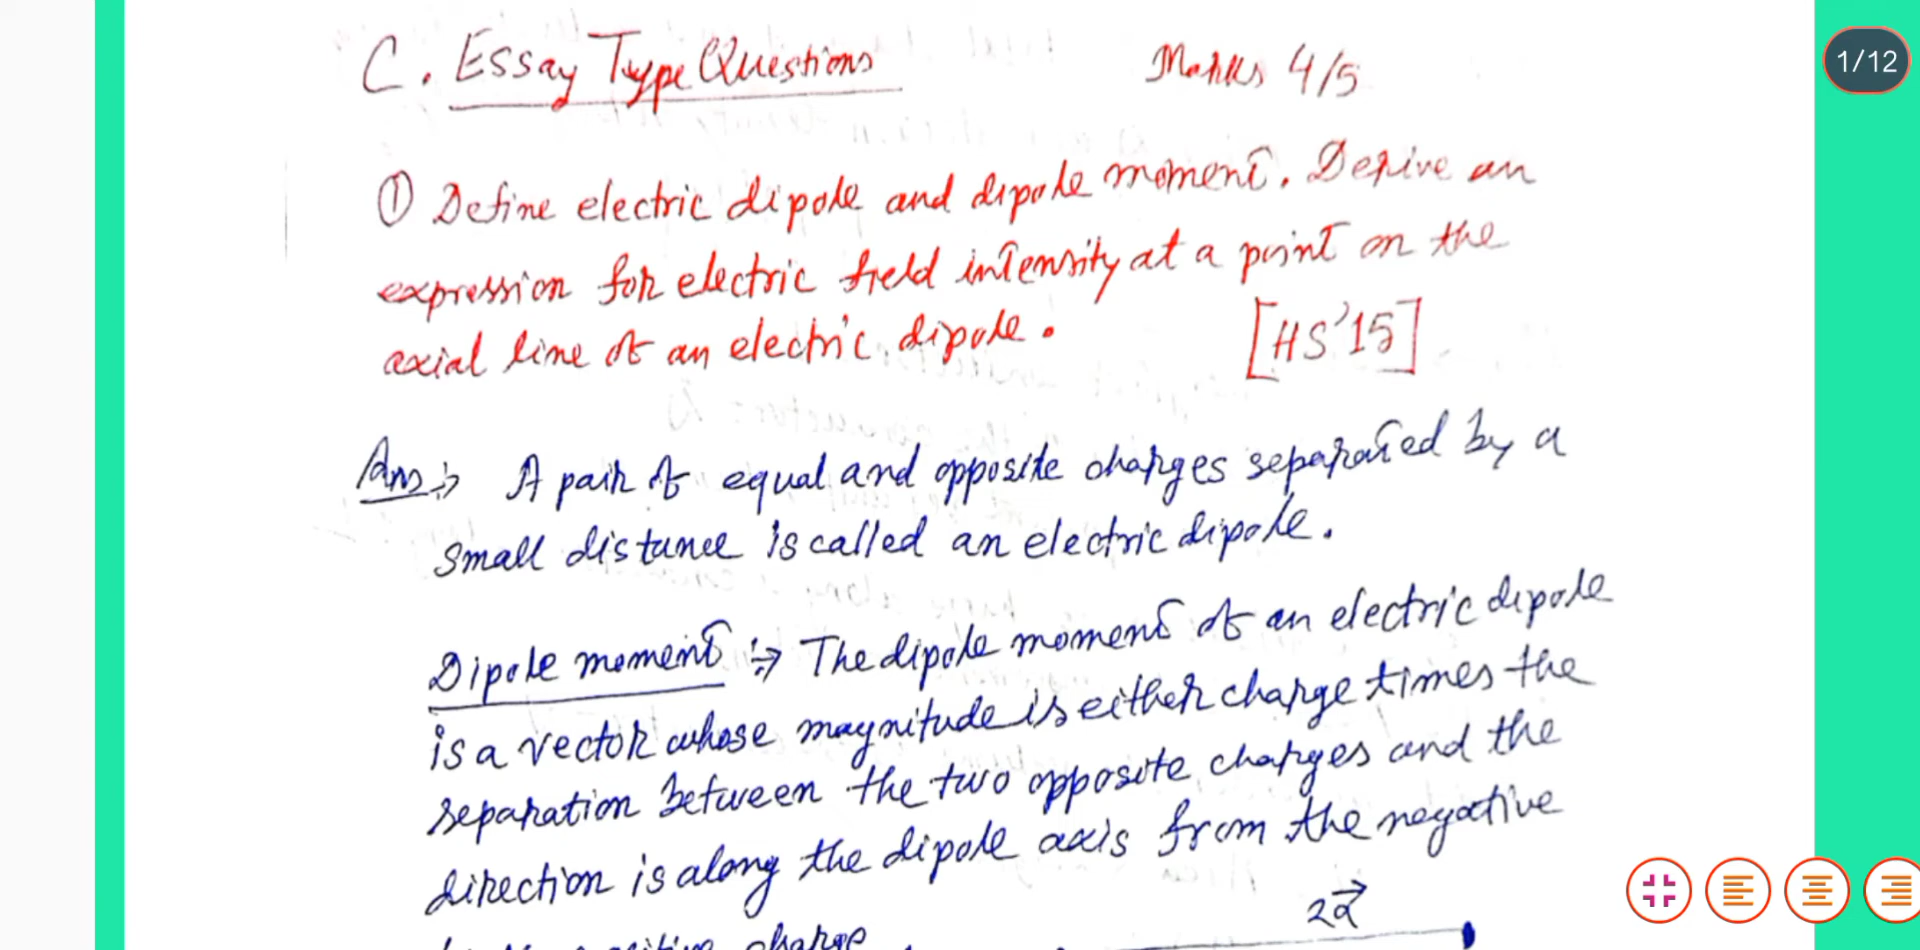 C. Essay Type Questions Marks 4/5
1/12
① Define electric dipole and dipole moment. Derive an
expression for electric field intensity at a point on the
axial line of an electric dipole. [HS'15]
Ans:→ A pair of equal and opposite charges separated by a
small distance is called an electric dipole.
Dipole moment :→ The dipole moment of an electric dipole
is a vector whose magnitude is either charge times the
separation between the two opposite charges and the
direction is along the dipole axis from the negative
charge
2a⃗